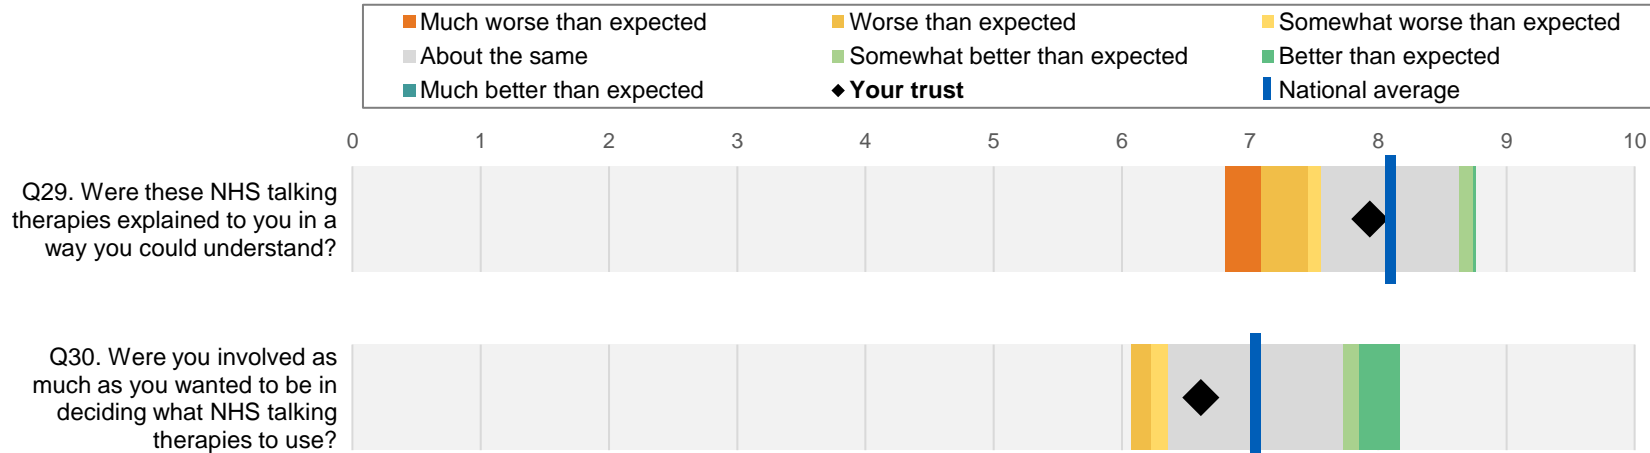 Much worse than expected
Worse than expected
Somewhat worse than expected
About the same
Somewhat better than expected
Better than expected
Much better than expected
Your trust
National average
0 1 2 3 4 5 6 7 8 9 10
Q29. Were these NHS talking
therapies explained to you in a
way you could understand?
Q30. Were you involved as
much as you wanted to be in
deciding what NHS talking
therapies to use?